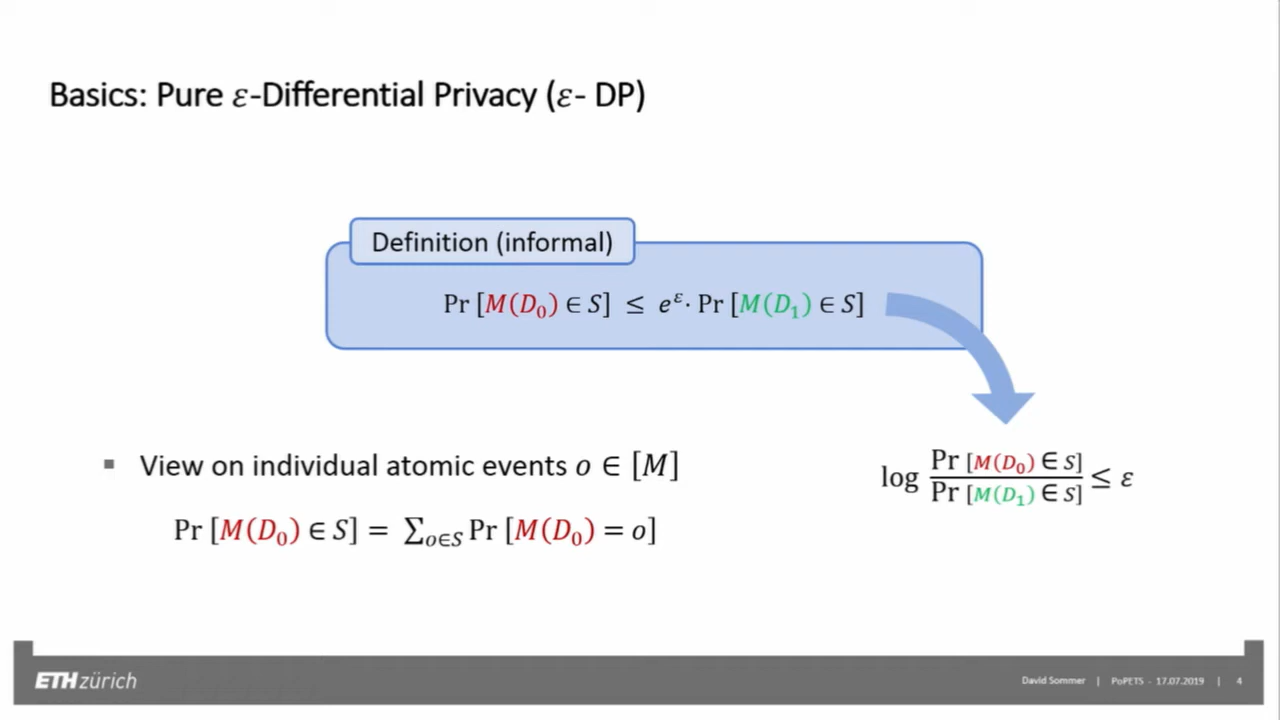 Basics: Pure ε-Differential Privacy (ε- DP)
Definition (informal)
Pr [M(D₀) ∈ S] ≤ e^ε · Pr [M(D₁) ∈ S]
▪ View on individual atomic events o ∈ [M]
Pr [M(D₀) ∈ S] = ∑_{o∈S} Pr [M(D₀) = o]
log Pr [M(D₀) ∈ S] / Pr [M(D₁) ∈ S] ≤ ε
ETH zürich
David Sommer | PoPETS - 17.07.2019 | 4